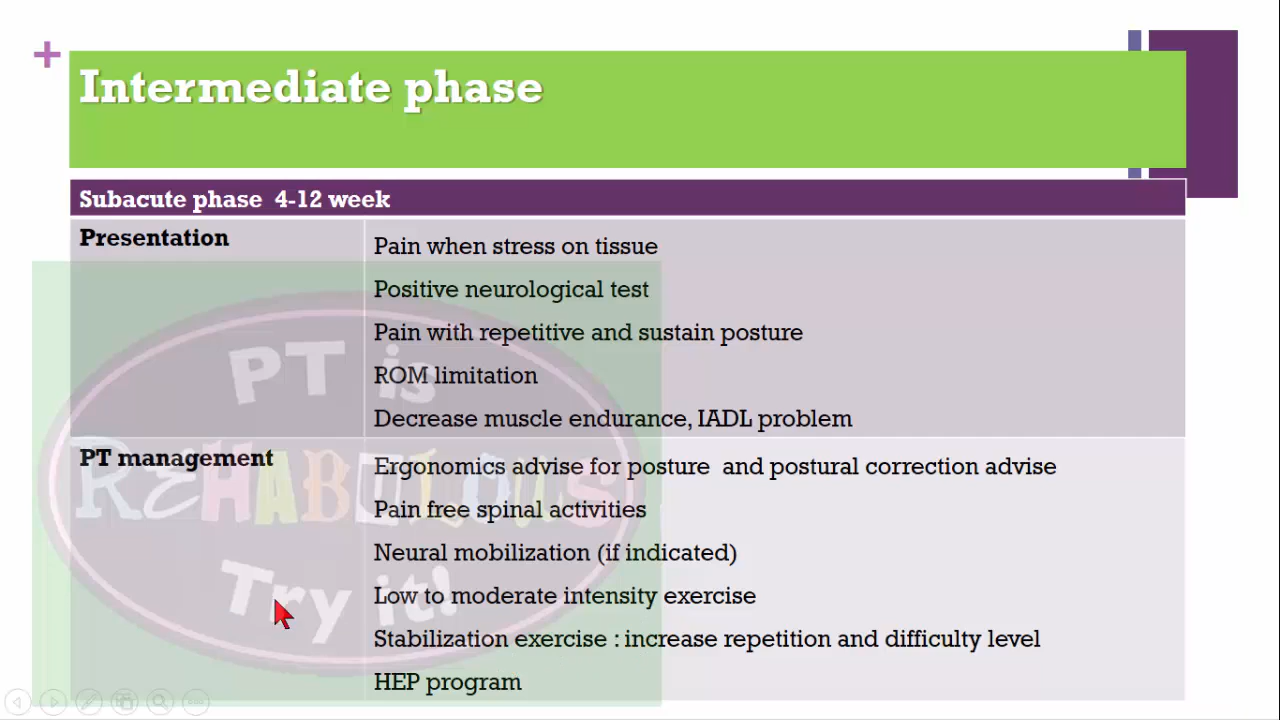 Intermediate phase
Subacute phase 4-12 week
Presentation
Pain when stress on tissue
Positive neurological test
Pain with repetitive and sustain posture
ROM limitation
Decrease muscle endurance, IADL problem
PT management
Ergonomics advise for posture and postural correction advise
Pain free spinal activities
Neural mobilization (if indicated)
Low to moderate intensity exercise
Stabilization exercise : increase repetition and difficulty level
HEP program
PT is
REHABULOUS
Try it!